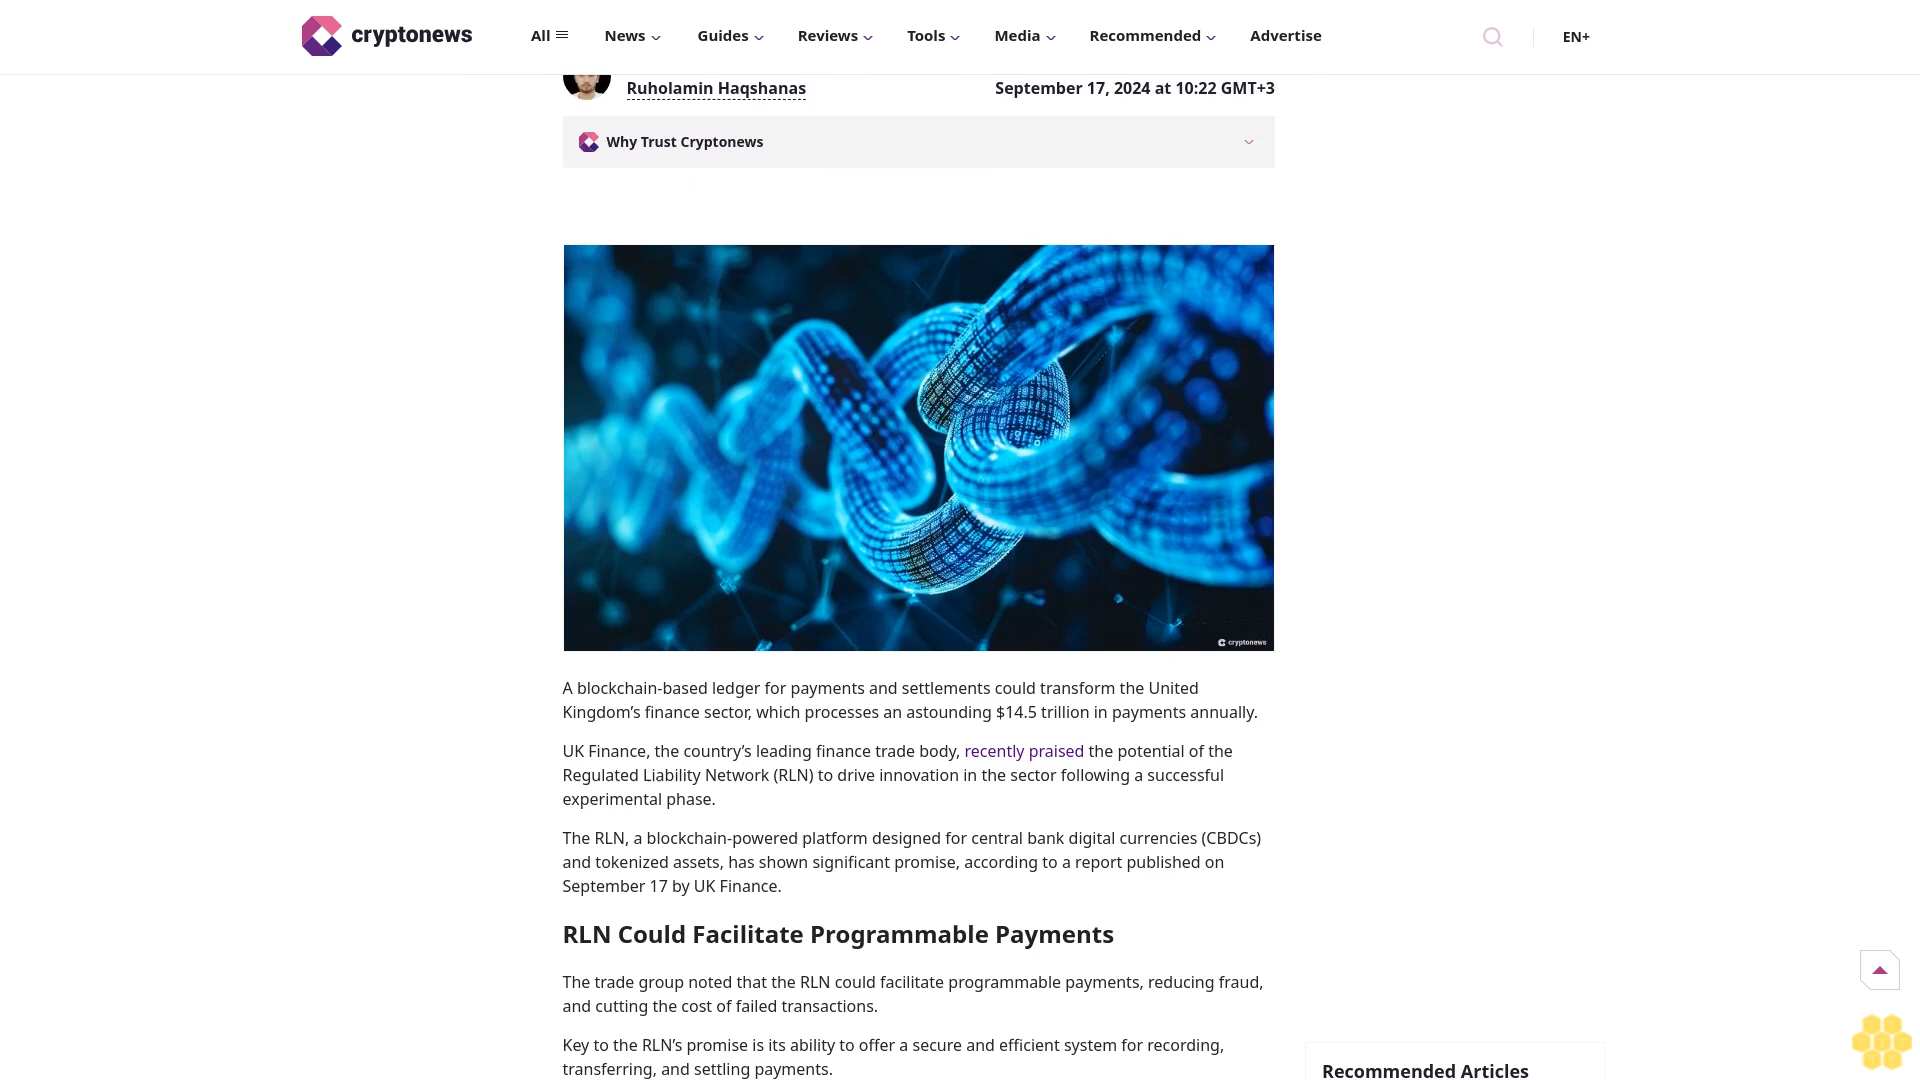 cryptonews
All
News
Guides
Reviews
Tools
Media
Recommended
Advertise
EN+
Ruholamin Haqshanas
September 17, 2024 at 10:22 GMT+3
Why Trust Cryptonews
cryptonews
A blockchain-based ledger for payments and settlements could transform the United
Kingdom’s finance sector, which processes an astounding $14.5 trillion in payments annually.
UK Finance, the country’s leading finance trade body, recently praised the potential of the
Regulated Liability Network (RLN) to drive innovation in the sector following a successful
experimental phase.
The RLN, a blockchain-powered platform designed for central bank digital currencies (CBDCs)
and tokenized assets, has shown significant promise, according to a report published on
September 17 by UK Finance.
RLN Could Facilitate Programmable Payments
The trade group noted that the RLN could facilitate programmable payments, reducing fraud,
and cutting the cost of failed transactions.
Key to the RLN’s promise is its ability to offer a secure and efficient system for recording,
transferring, and settling payments.
Recommended Articles